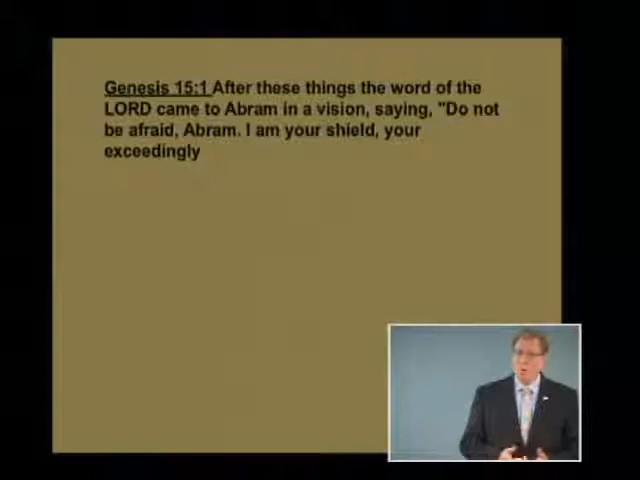 Genesis 15:1 After these things the word of the
LORD came to Abram in a vision, saying, "Do not
be afraid, Abram. I am your shield, your
exceedingly